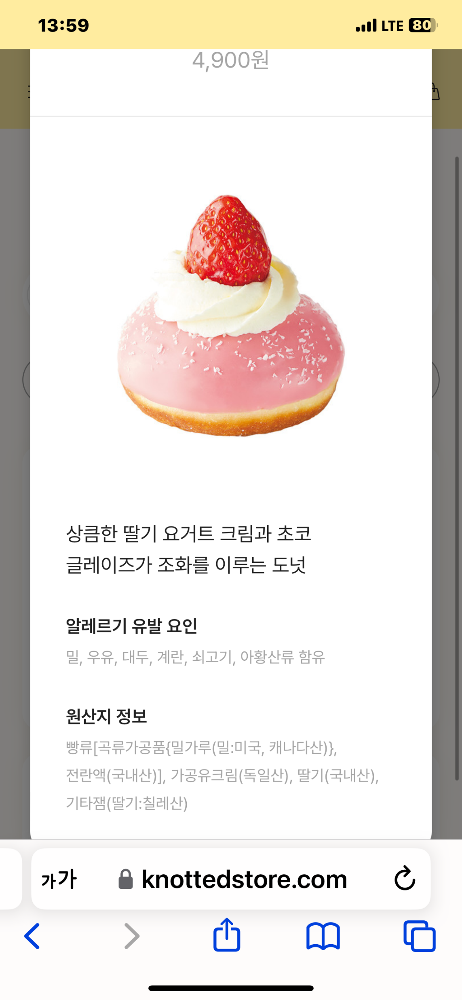 13:59
LTE 80
4,900원
상큼한 딸기 요거트 크림과 초코
글레이즈가 조화를 이루는 도넛
알레르기 유발 요인
밀, 우유, 대두, 계란, 쇠고기, 아황산류 함유
원산지 정보
빵류[곡류가공품{밀가루(밀:미국, 캐나다산)},
전란액(국내산)], 가공유크림(독일산), 딸기(국내산),
기타잼(딸기:칠레산)
가가 knottedstore.com